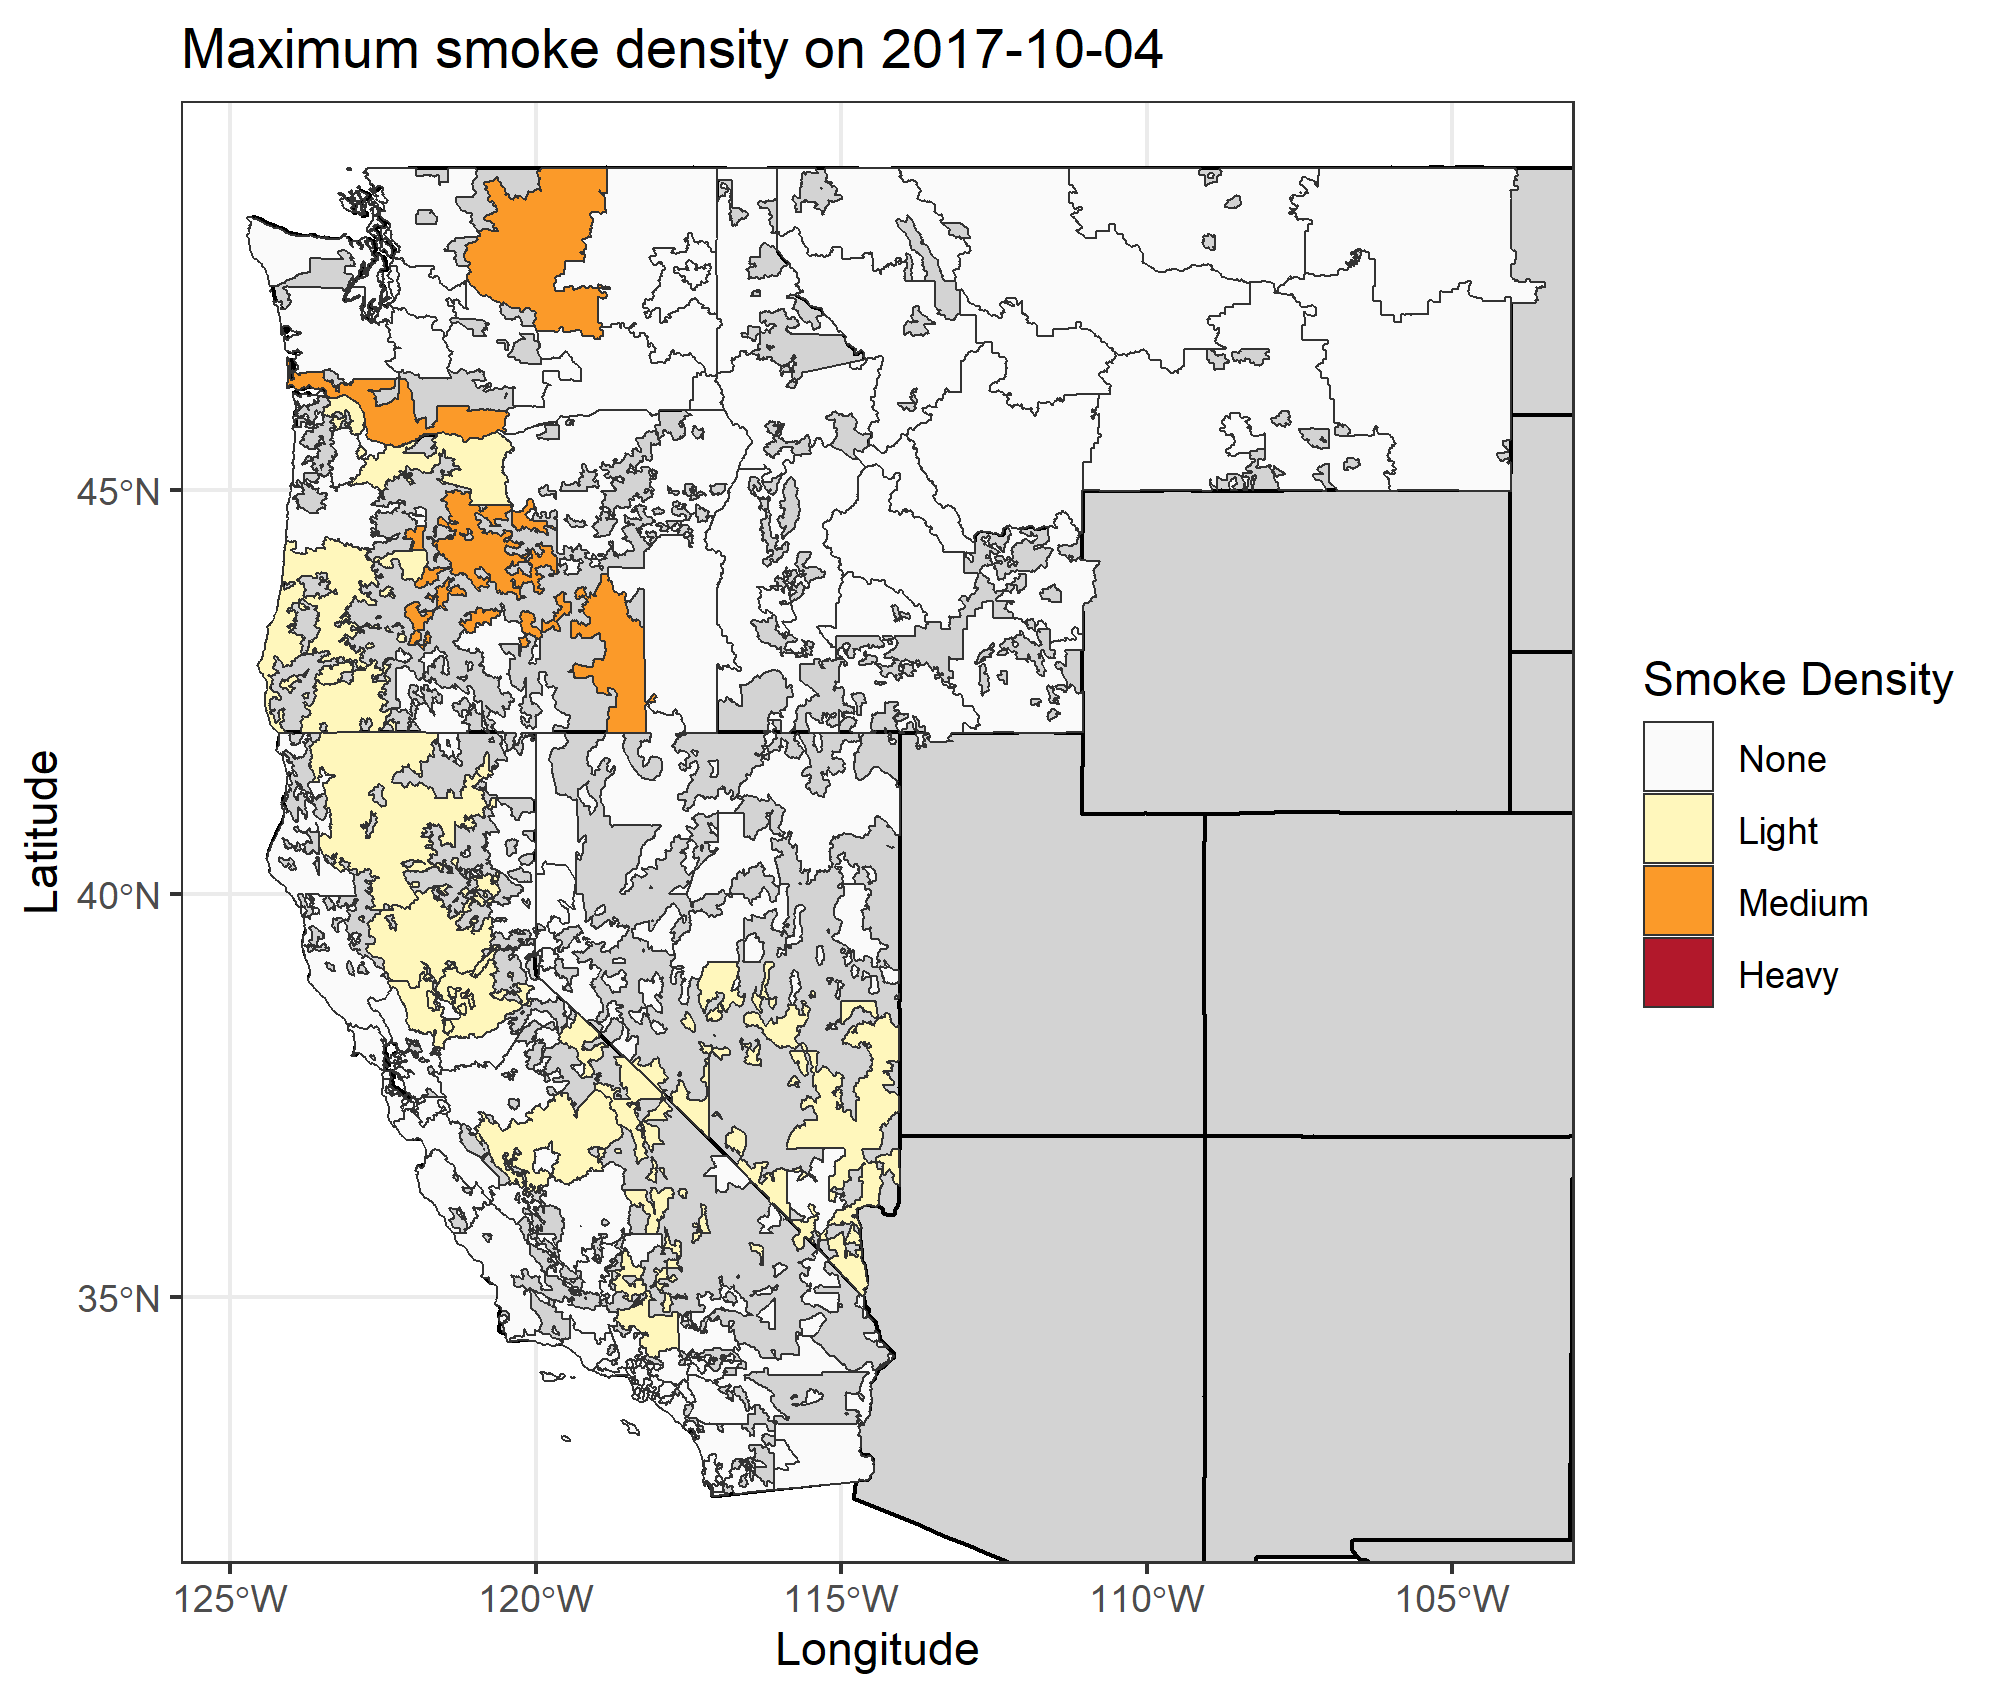 Maximum smoke density on 2017-10-04
Latitude
45°N
40°N
35°N
125°W
120°W
115°W
110°W
105°W
Longitude
Smoke Density
None
Light
Medium
Heavy